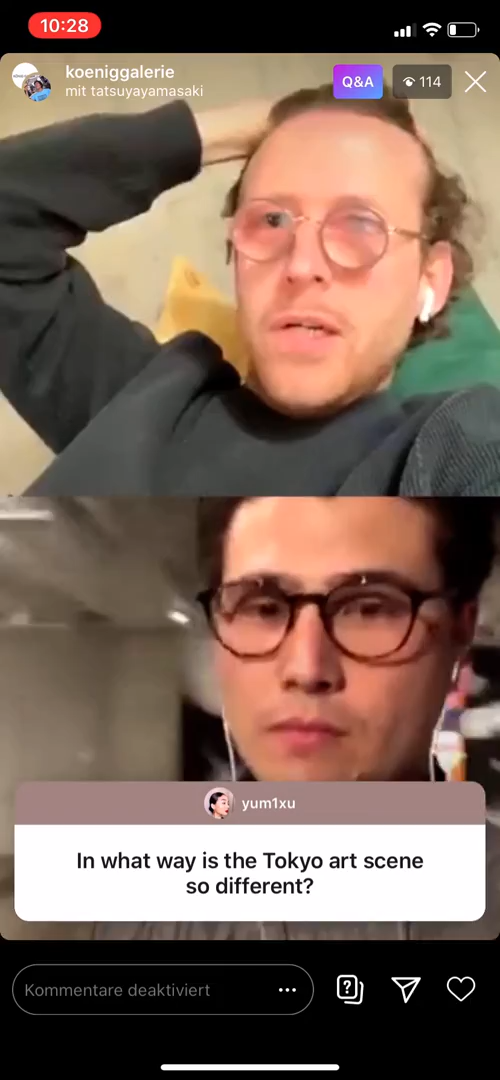 10:28
koeniggalerie
mit tatsuyayamasaki
Q&A
114
yum1xu
In what way is the Tokyo art scene
so different?
Kommentare deaktiviert